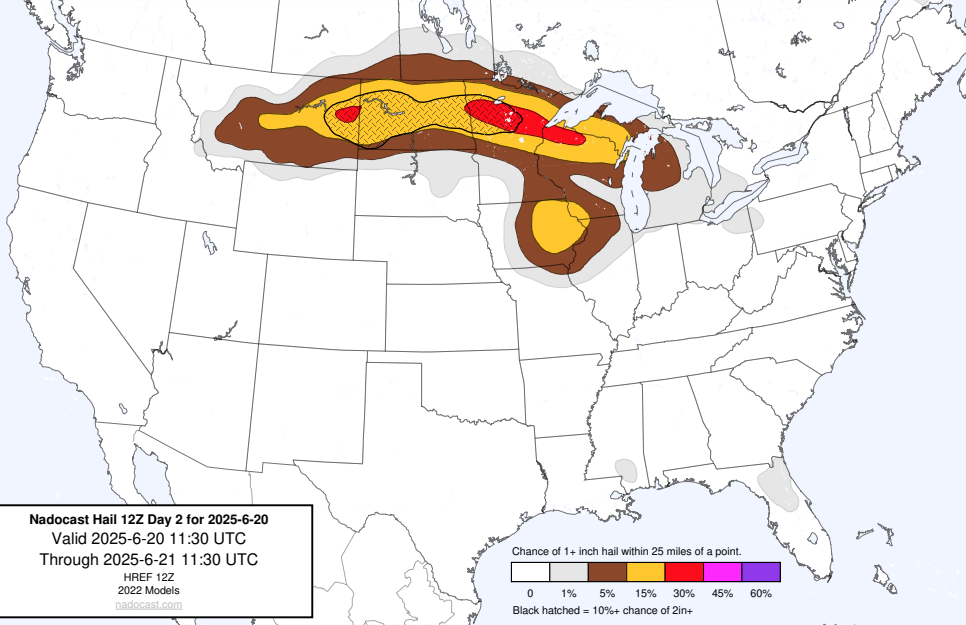 Nadocast Hail 12Z Day 2 for 2025-6-20
Valid 2025-6-20 11:30 UTC
Through 2025-6-21 11:30 UTC
HREF 12Z
2022 Models
nadocast.com
Chance of 1+ inch hail within 25 miles of a point.
0 1% 5% 15% 30% 45% 60%
Black hatched = 10%+ chance of 2in+